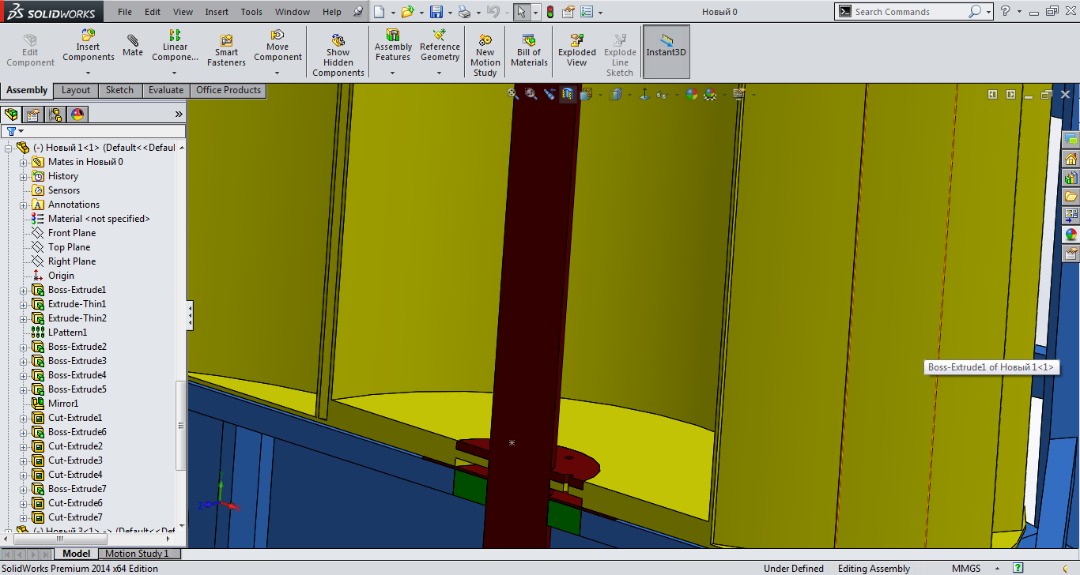 SOLIDWORKS
File Edit View Insert Tools Window Help
Новый 0
Search Commands
Edit Component
Insert Components
Mate
Linear Compone...
Smart Fasteners
Move Component
Show Hidden Components
Assembly Features
Reference Geometry
New Motion Study
Bill of Materials
Exploded View
Explode Line Sketch
Instant3D
Assembly Layout Sketch Evaluate Office Products
(-) Новый 1<1> (Default<<Defaul
Mates in Новый 0
History
Sensors
Annotations
Material <not specified>
Front Plane
Top Plane
Right Plane
Origin
Boss-Extrude1
Extrude-Thin1
Extrude-Thin2
LPattern1
Boss-Extrude2
Boss-Extrude3
Boss-Extrude4
Boss-Extrude5
Mirror1
Cut-Extrude1
Boss-Extrude6
Cut-Extrude2
Cut-Extrude3
Cut-Extrude4
Boss-Extrude7
Cut-Extrude6
Cut-Extrude7
Boss-Extrude1 of Новый 1<1>
Model Motion Study 1
SolidWorks Premium 2014 x64 Edition
Under Defined Editing Assembly MMGS